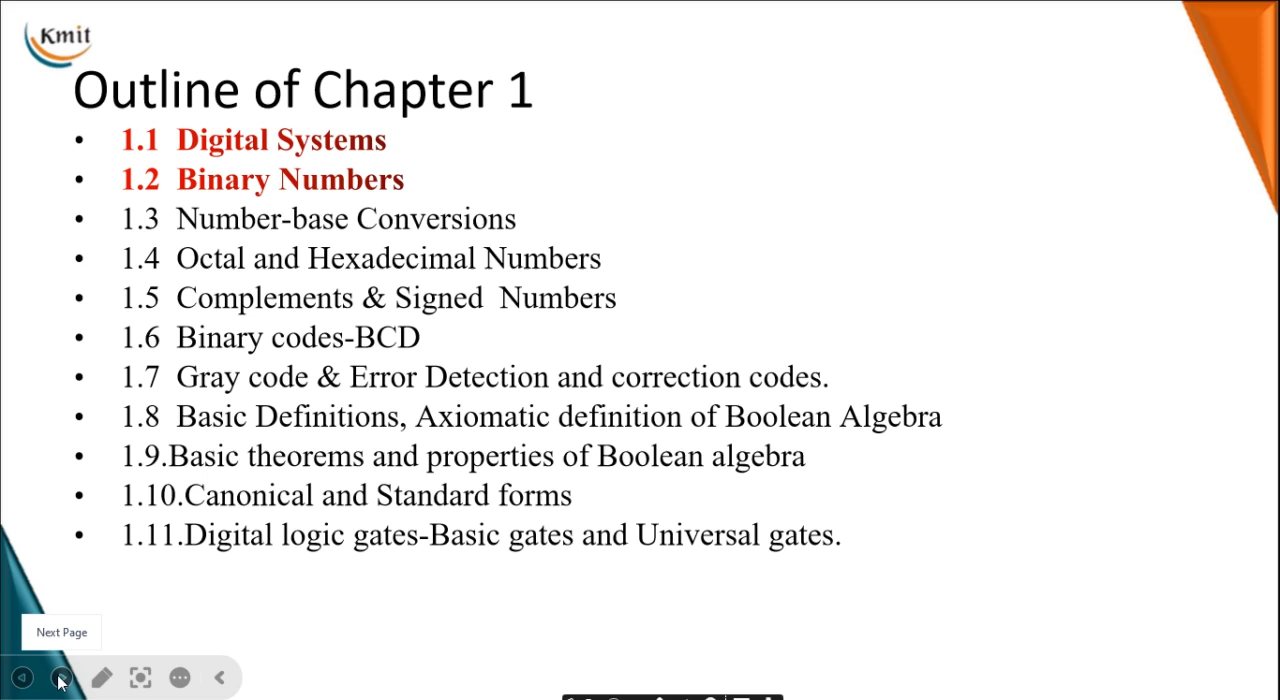 Kmit
Outline of Chapter 1
• 1.1 Digital Systems
• 1.2 Binary Numbers
• 1.3 Number-base Conversions
• 1.4 Octal and Hexadecimal Numbers
• 1.5 Complements & Signed Numbers
• 1.6 Binary codes-BCD
• 1.7 Gray code & Error Detection and correction codes.
• 1.8 Basic Definitions, Axiomatic definition of Boolean Algebra
• 1.9.Basic theorems and properties of Boolean algebra
• 1.10.Canonical and Standard forms
• 1.11.Digital logic gates-Basic gates and Universal gates.
Next Page